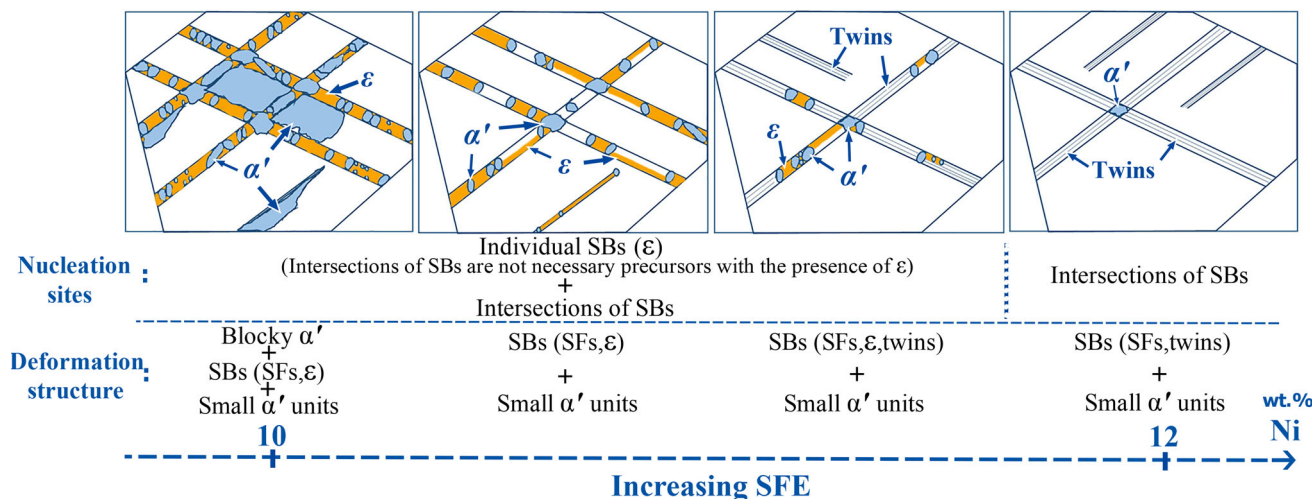 ε
α′
α′
ε
Twins
ε
α′
α′
Twins
Nucleation
sites :
Individual SBs (ε)
(Intersections of SBs are not necessary precursors with the presence of ε)
+
Intersections of SBs
Intersections of SBs
Deformation
structure :
Blocky α′
+
SBs (SFs,ε)
+
Small α′ units
SBs (SFs,ε)
+
Small α′ units
SBs (SFs,ε,twins)
+
Small α′ units
SBs (SFs,twins)
+
Small α′ units
10
12
wt.%
Ni
Increasing SFE